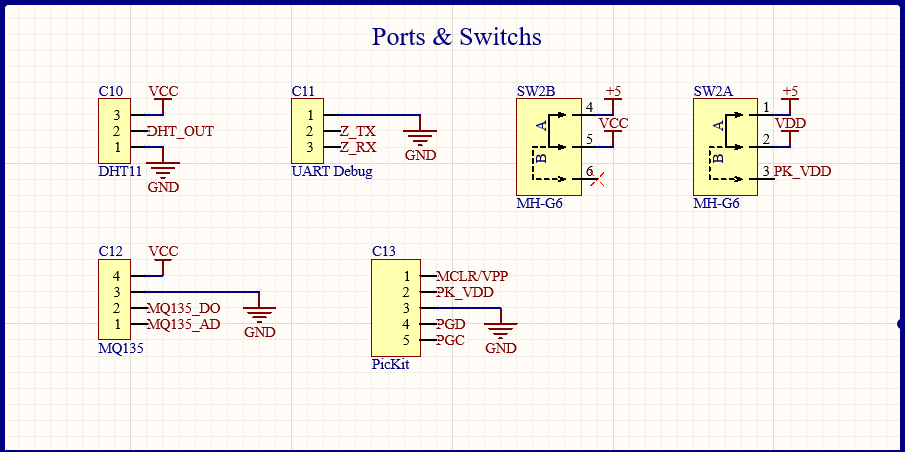 Ports & Switchs
C10
VCC
3
2
DHT_OUT
1
DHT11
GND
C11
1
2
Z_TX
3
Z_RX
GND
UART Debug
SW2B
+5
4
A
VCC
5
B
6
MH-G6
SW2A
+5
1
A
VDD
2
B
3
PK_VDD
MH-G6
C12
VCC
4
3
2
MQ135_DO
1
MQ135_AD
GND
MQ135
C13
1
MCLR/VPP
2
PK_VDD
3
4
PGD
5
PGC
GND
PicKit